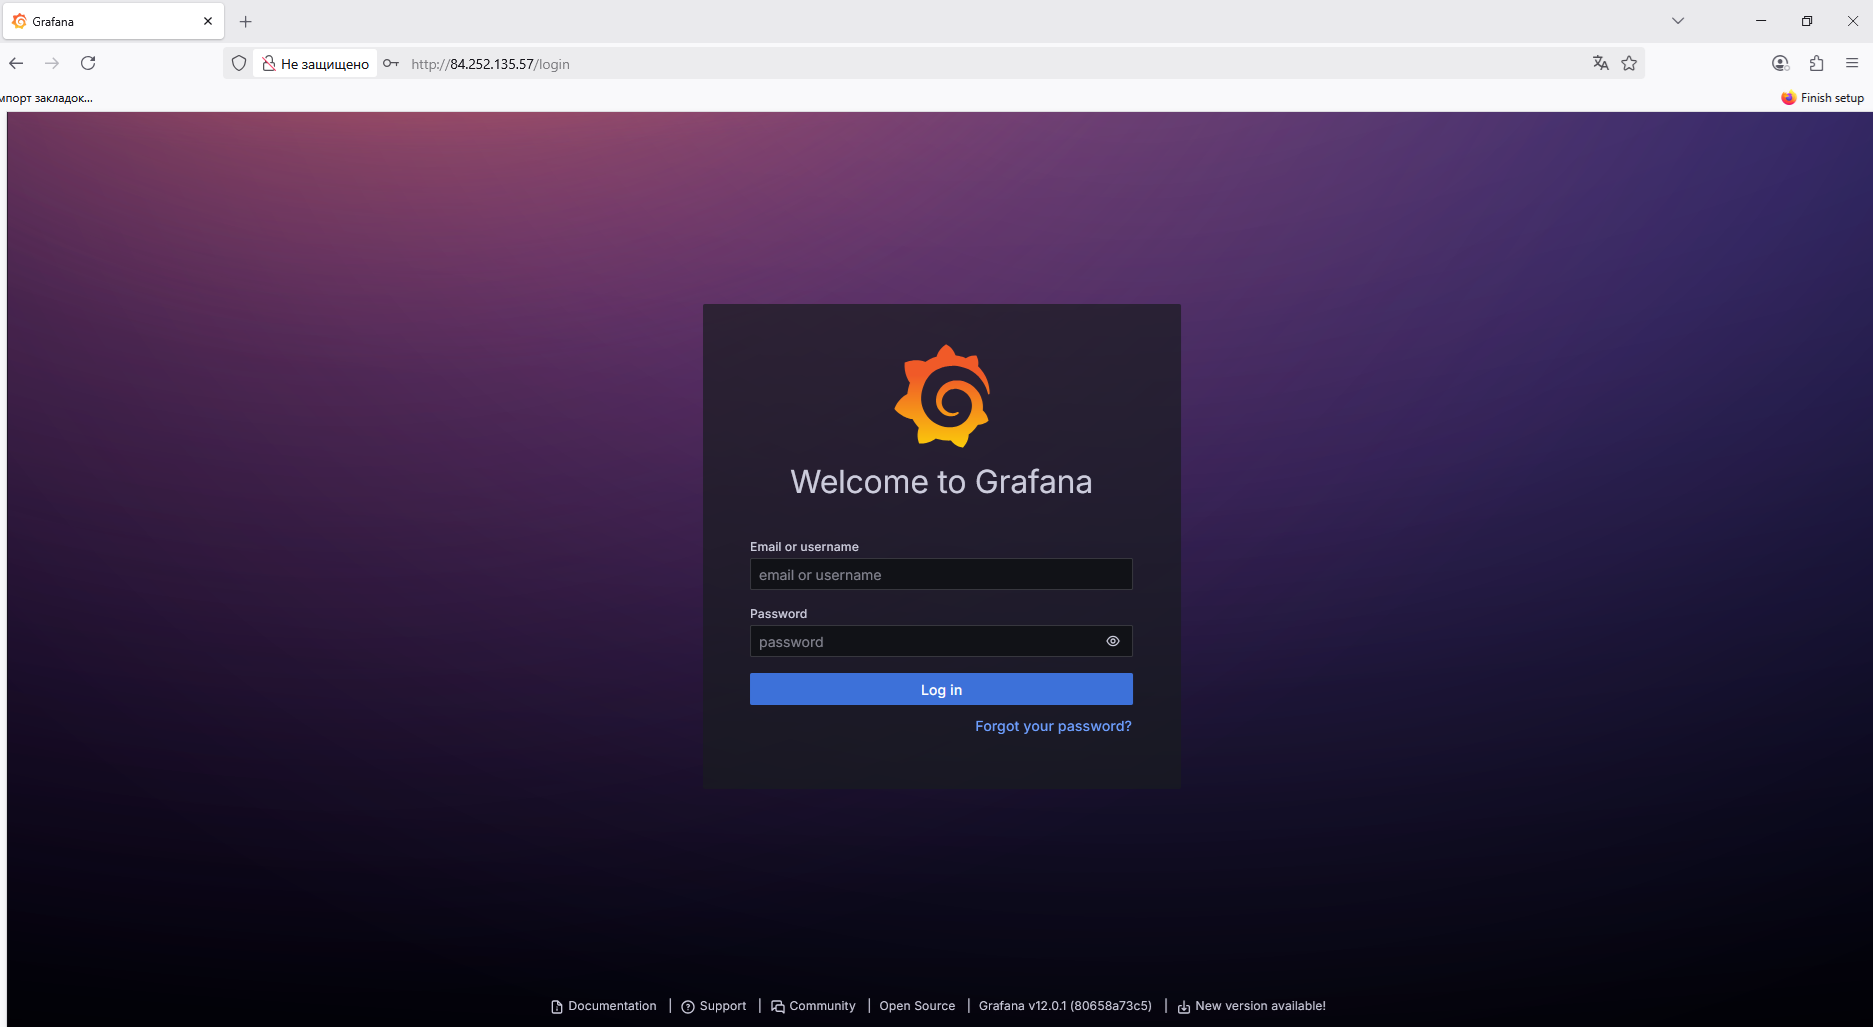 Grafana
Не защищено
http://84.252.135.57/login
мпорт закладок...
Finish setup
Welcome to Grafana
Email or username
email or username
Password
password
Log in
Forgot your password?
Documentation | Support | Community | Open Source | Grafana v12.0.1 (80658a73c5) | New version available!